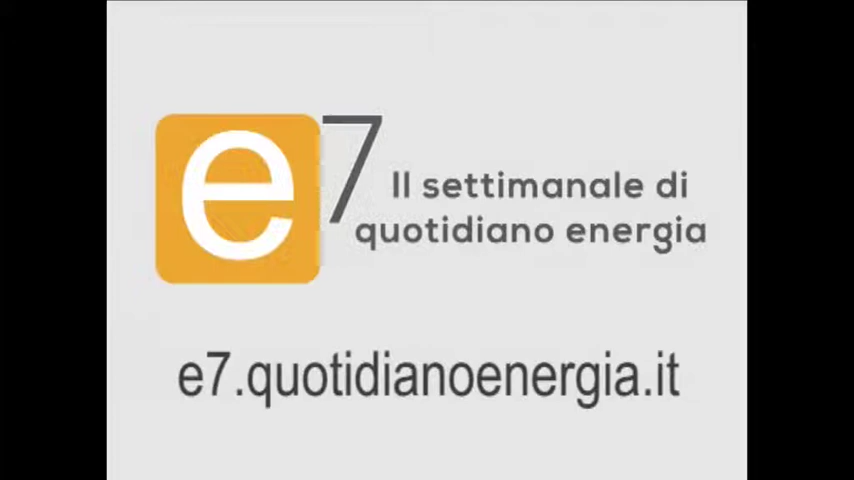 e7
Il settimanale di
quotidiano energia
e7.quotidianoenergia.it